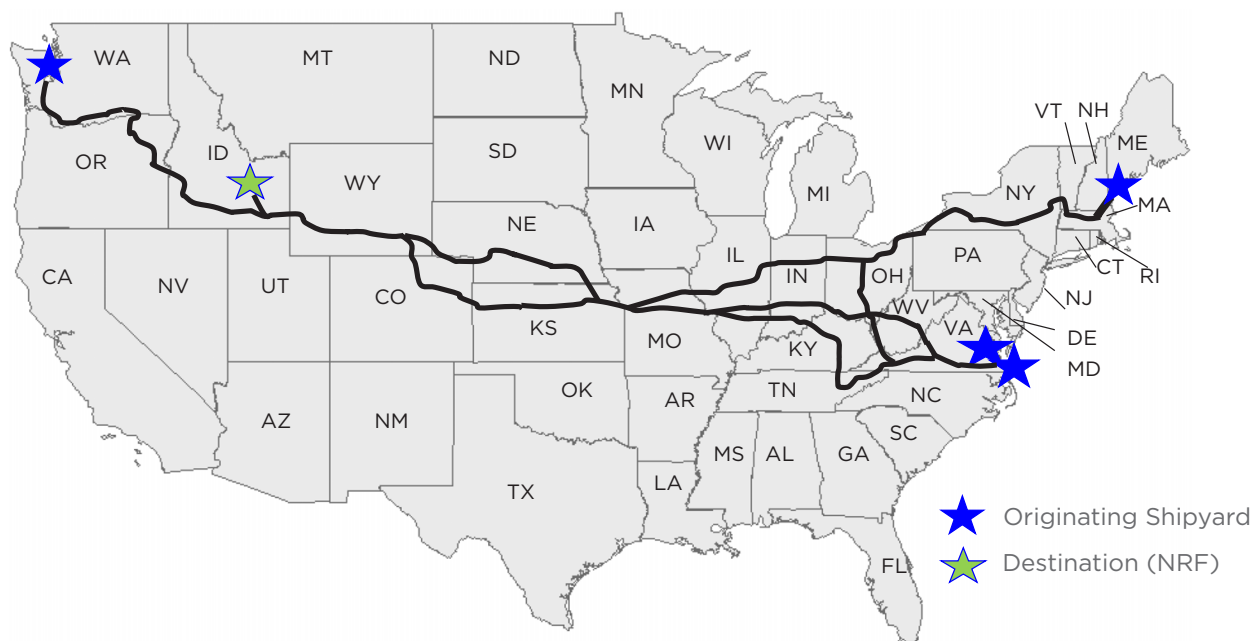 WA
MT
ND
MN
VT
NH
ME
OR
ID
SD
WI
WY
MI
NY
MA
NE
IA
CT
RI
CA
NV
UT
CO
IL
IN
OH
PA
NJ
KS
MO
KY
WV
VA
DE
MD
OK
TN
NC
AZ
NM
AR
SC
MS
AL
GA
TX
LA
FL
Originating Shipyard
Destination (NRF)